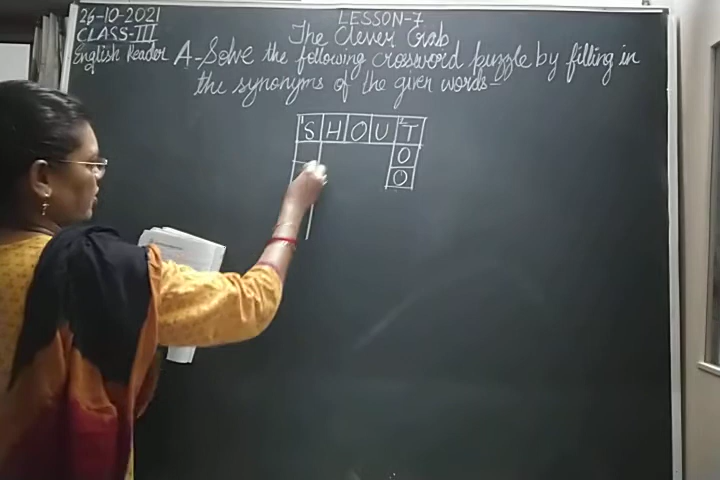 26-10-2021
LESSON-7
CLASS-III
The Clever Crab
English Reader
A-Solve the following crossword puzzle by filling in
the synonyms of the given words-
SHOUT
O
O